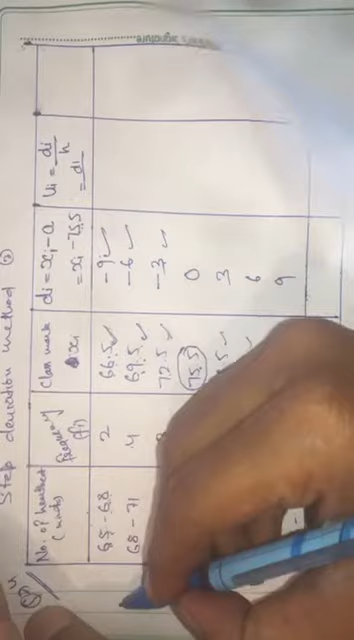 Step deviation method
No. of heartbeat
(mid)
frequency
(fi)
Class mark
xi
di = xi - a
= xi - 75.5
ui = di
h
= di
65 - 68
2
66.5 ✓
-9 ✓
68 - 71
4
69.5 ✓
-6 ✓
72.5 ✓
-3 ✓
75.5
0
3
6
9